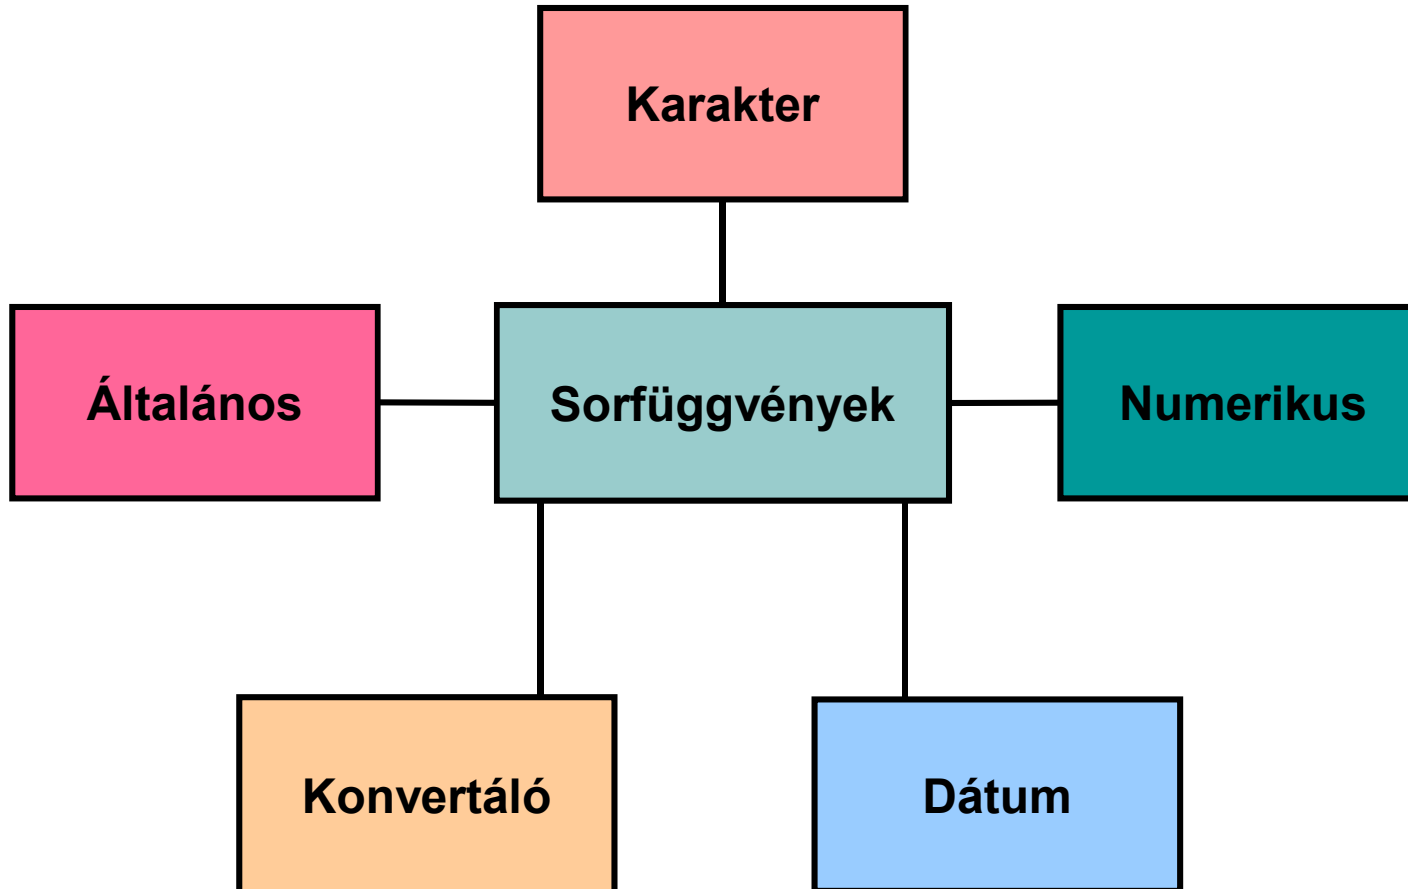 Karakter
Általános
Sorfüggvények
Numerikus
Konvertáló
Dátum